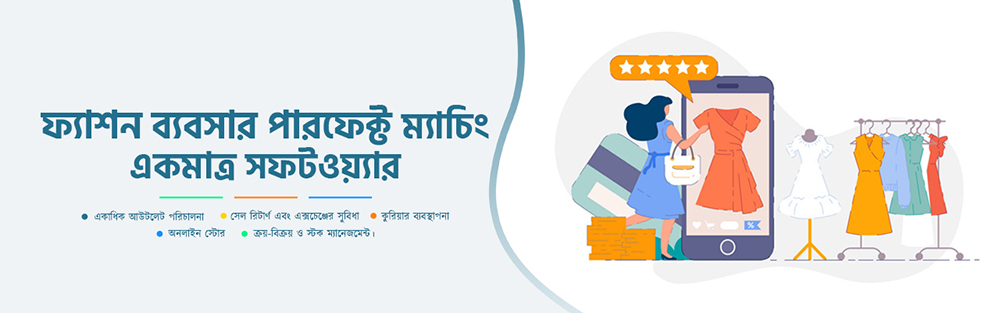 ফ্যাশন ব্যবসার পারফেক্ট ম্যাচিং
একমাত্র সফটওয়্যার
একাধিক আউটলেট পরিচালনা সেল রিটার্ণ এবং এক্সচেঞ্জের সুবিধা কুরিয়ার ব্যবস্থাপনা
অনলাইন স্টোর ক্রয়-বিক্রয় ও স্টক ম্যানেজমেন্ট।
%